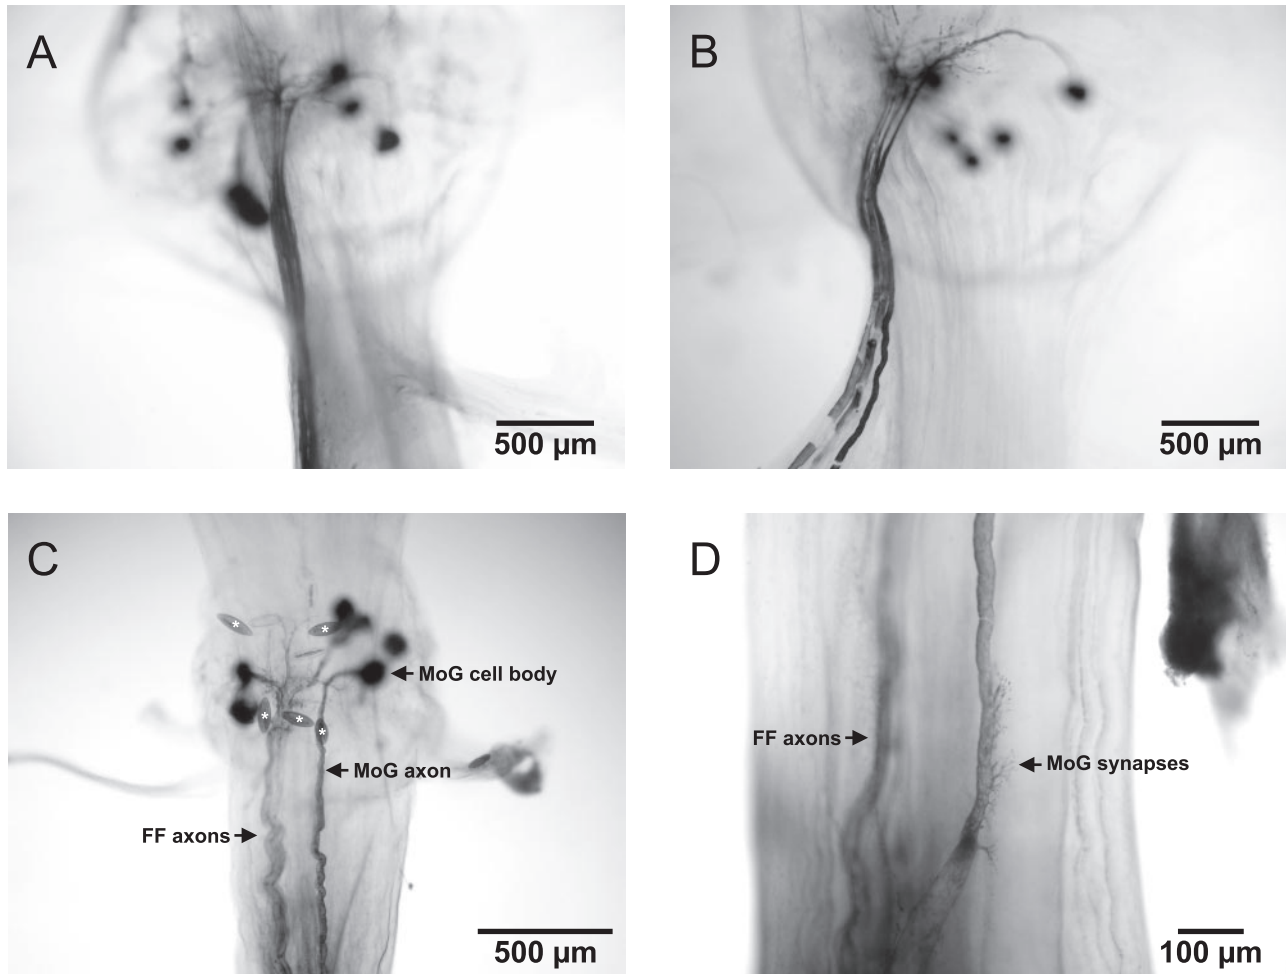 A
500 µm
B
500 µm
C
* *
MoG cell body
* * *
MoG axon
FF axons
500 µm
D
FF axons
MoG synapses
100 µm